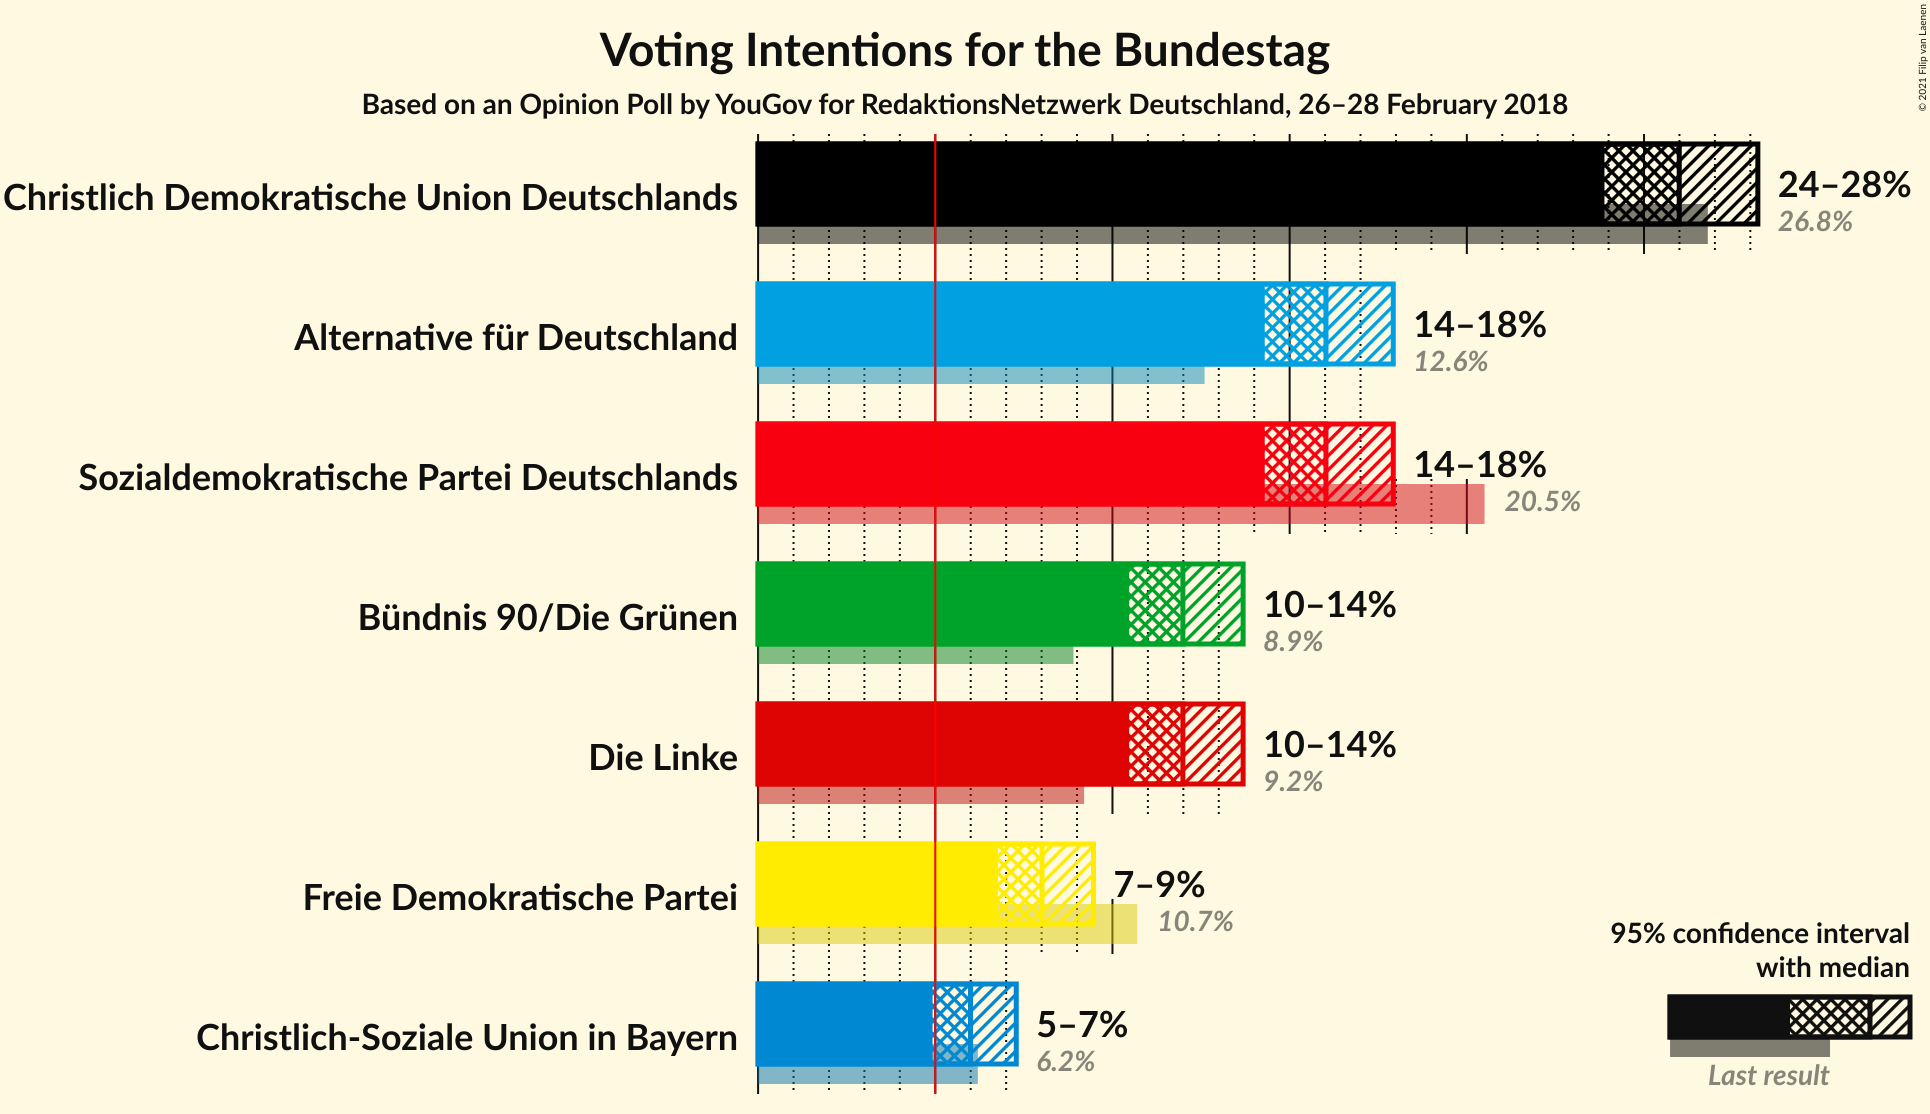 Voting Intentions for the Bundestag
Based on an Opinion Poll by YouGov for RedaktionsNetzwerk Deutschland, 26–28 February 2018
© 2021 Filip van Laenen
Christlich Demokratische Union Deutschlands
24–28%
26.8%
Alternative für Deutschland
14–18%
12.6%
Sozialdemokratische Partei Deutschlands
14–18%
20.5%
Bündnis 90/Die Grünen
10–14%
8.9%
Die Linke
10–14%
9.2%
Freie Demokratische Partei
7–9%
10.7%
Christlich-Soziale Union in Bayern
5–7%
6.2%
95% confidence interval
with median
Last result